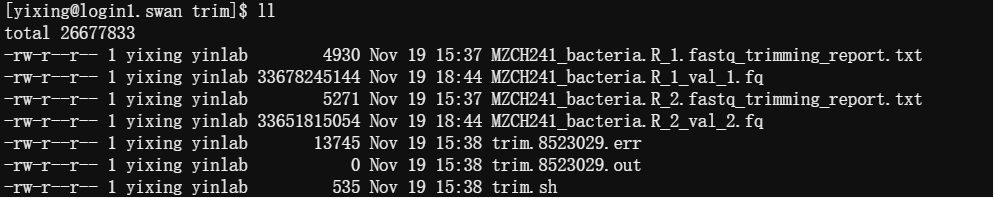 [yixing@login1.swan trim]$ ll
total 26677833
-rw-r--r-- 1 yixing yinlab        4930 Nov 19 15:37 MZCH241_bacteria.R_1.fastq_trimming_report.txt
-rw-r--r-- 1 yixing yinlab 33678245144 Nov 19 18:44 MZCH241_bacteria.R_1_val_1.fq
-rw-r--r-- 1 yixing yinlab        5271 Nov 19 15:37 MZCH241_bacteria.R_2.fastq_trimming_report.txt
-rw-r--r-- 1 yixing yinlab 33651815054 Nov 19 18:44 MZCH241_bacteria.R_2_val_2.fq
-rw-r--r-- 1 yixing yinlab       13745 Nov 19 15:38 trim.8523029.err
-rw-r--r-- 1 yixing yinlab           0 Nov 19 15:38 trim.8523029.out
-rw-r--r-- 1 yixing yinlab         535 Nov 19 15:38 trim.sh